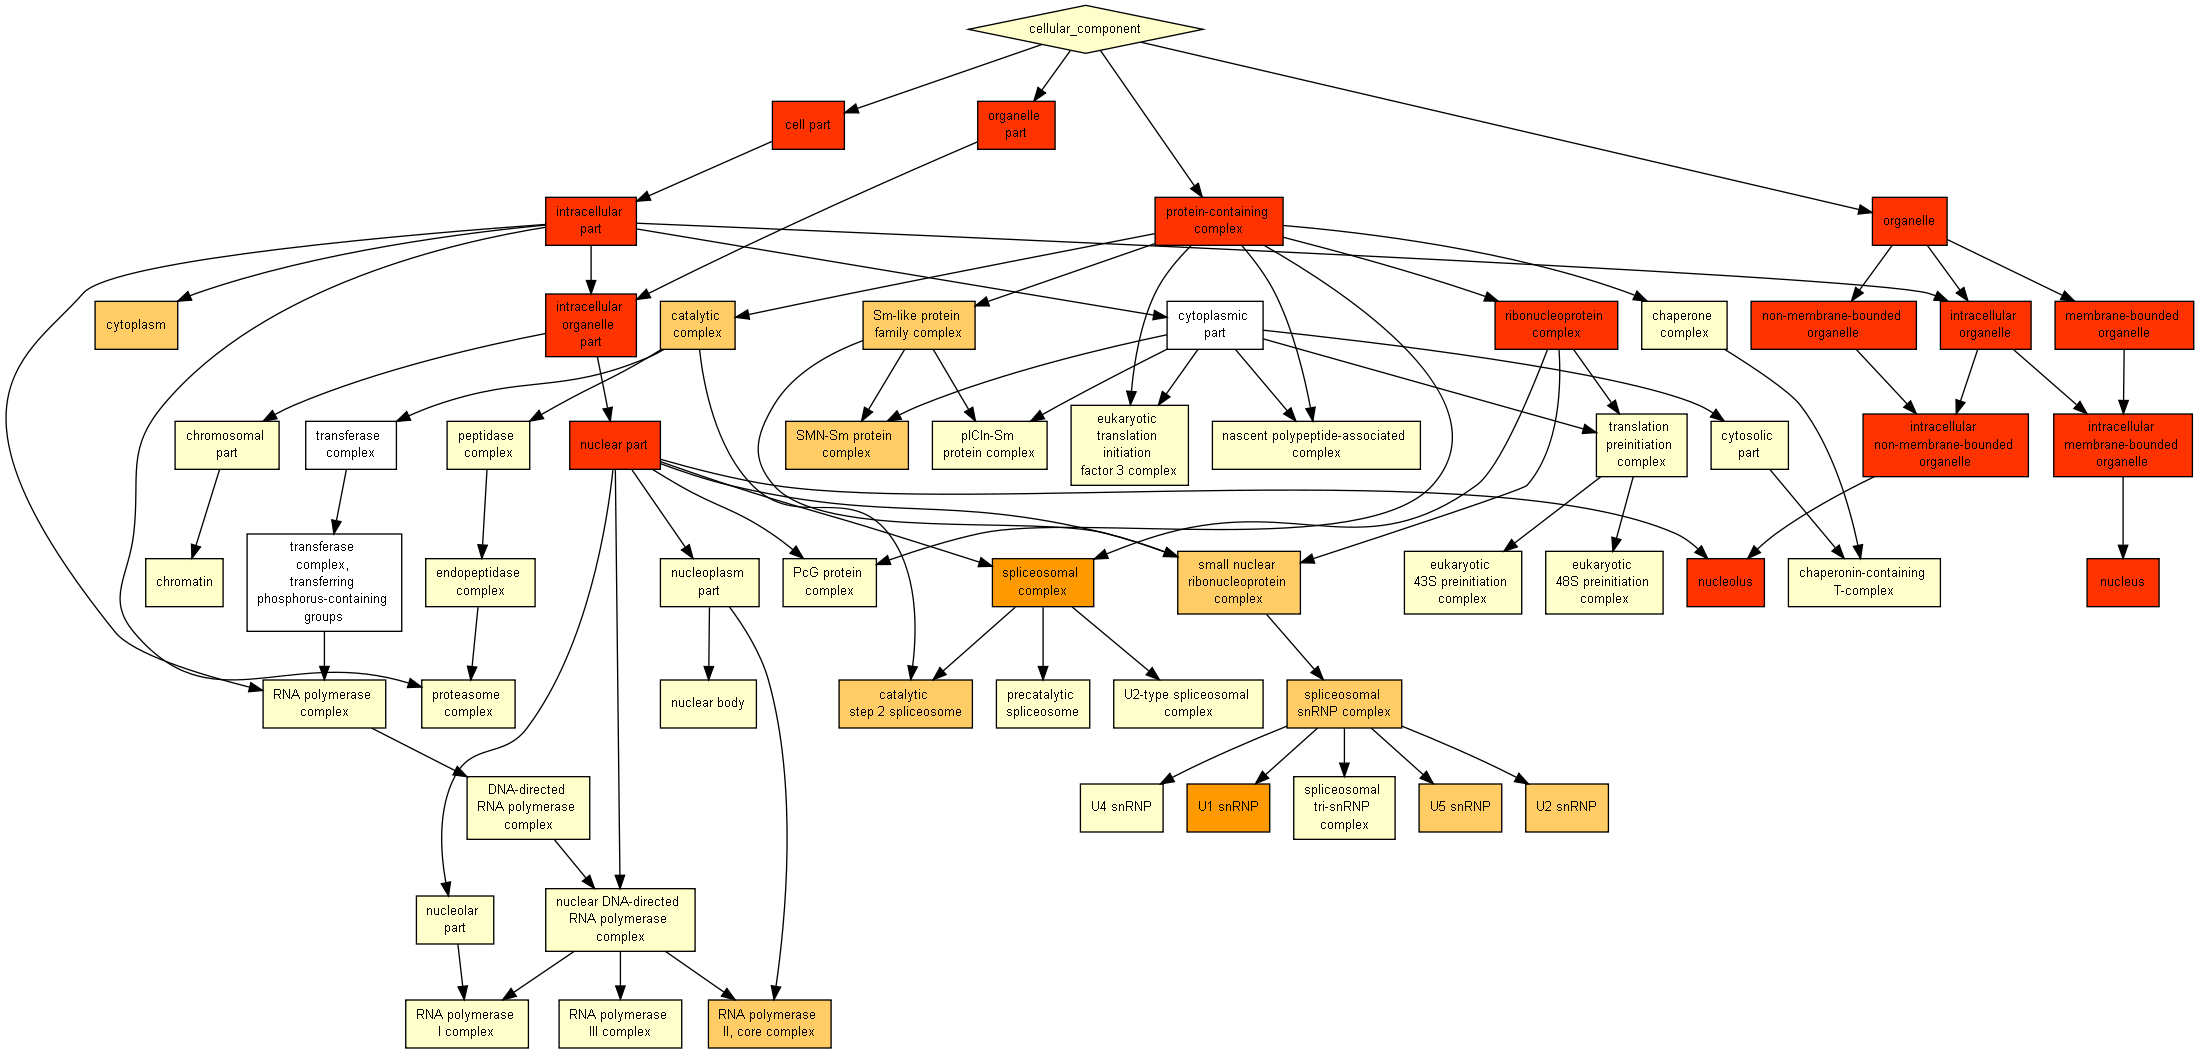 cellular_component
cell part
organelle
part
intracellular
part
protein-containing
complex
organelle
cytoplasm
intracellular
organelle
part
catalytic
complex
Sm-like protein
family complex
cytoplasmic
part
ribonucleoprotein
complex
chaperone
complex
non-membrane-bounded
organelle
intracellular
organelle
membrane-bounded
organelle
chromosomal
part
transferase
complex
peptidase
complex
nuclear part
SMN-Sm protein
complex
pICln-Sm
protein complex
eukaryotic
translation
initiation
factor 3 complex
nascent polypeptide-associated
complex
translation
preinitiation
complex
cytosolic
part
intracellular
non-membrane-bounded
organelle
intracellular
membrane-bounded
organelle
chromatin
transferase
complex,
transferring
phosphorus-containing
groups
endopeptidase
complex
nucleoplasm
part
PcG protein
complex
spliceosomal
complex
small nuclear
ribonucleoprotein
complex
eukaryotic
43S preinitiation
complex
eukaryotic
48S preinitiation
complex
nucleolus
chaperonin-containing
T-complex
nucleus
RNA polymerase
complex
proteasome
complex
nuclear body
catalytic
step 2 spliceosome
precatalytic
spliceosome
U2-type spliceosomal
complex
spliceosomal
snRNP complex
DNA-directed
RNA polymerase
complex
U4 snRNP
U1 snRNP
spliceosomal
tri-snRNP
complex
U5 snRNP
U2 snRNP
nucleolar
part
nuclear DNA-directed
RNA polymerase
complex
RNA polymerase
I complex
RNA polymerase
III complex
RNA polymerase
II, core complex